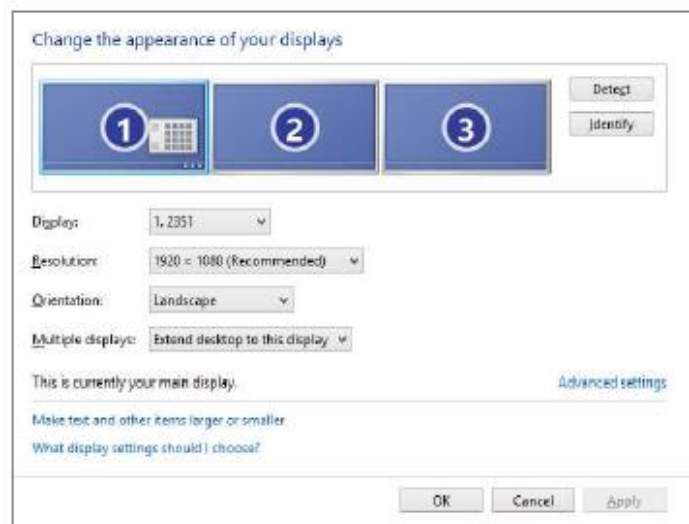 Change the appearance of your displays
1
2
3
Detect
Identify
Display: 1. 2351
Resolution: 1920 × 1080 (Recommended)
Orientation: Landscape
Multiple displays: Extend desktop to this display
This is currently your main display.
Advanced settings
Make text and other items larger or smaller
What display settings should I choose?
OK
Cancel
Apply